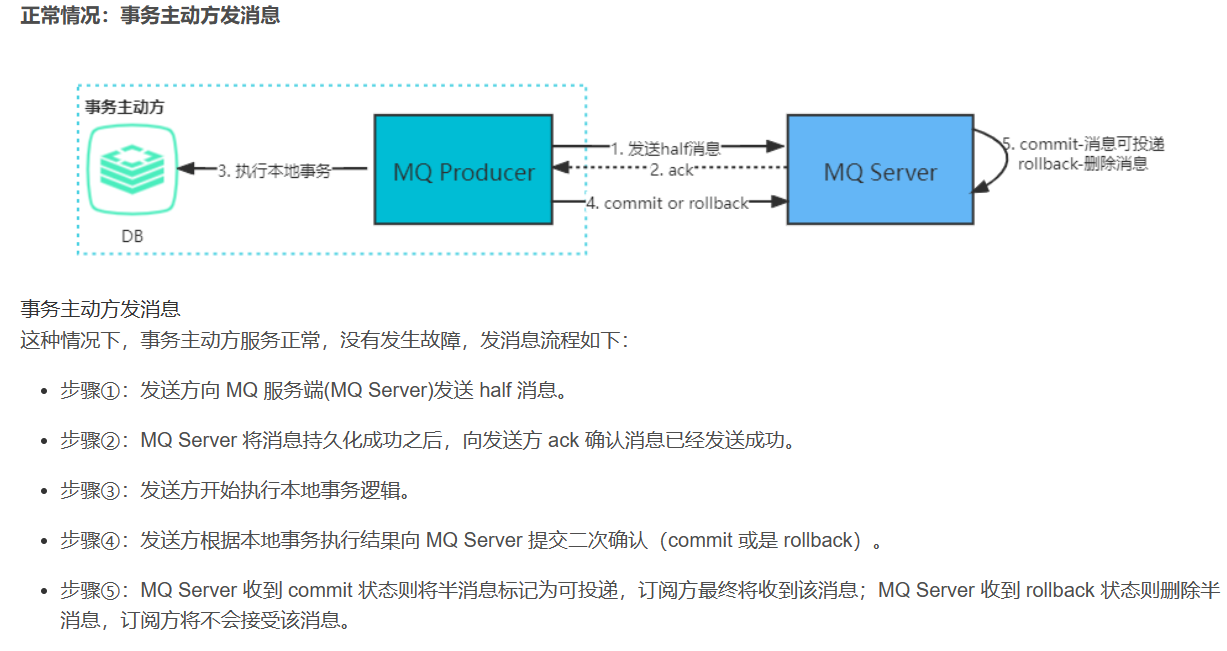 正常情况：事务主动方发消息
事务主动方
3. 执行本地事务
DB
MQ Producer
1. 发送half消息
2. ack
4. commit or rollback
MQ Server
5. commit-消息可投递
rollback-删除消息
事务主动方发消息
这种情况下，事务主动方服务正常，没有发生故障，发消息流程如下：
• 步骤①：发送方向 MQ 服务端(MQ Server)发送 half 消息。
• 步骤②：MQ Server 将消息持久化成功之后，向发送方 ack 确认消息已经发送成功。
• 步骤③：发送方开始执行本地事务逻辑。
• 步骤④：发送方根据本地事务执行结果向 MQ Server 提交二次确认（commit 或是 rollback）。
• 步骤⑤：MQ Server 收到 commit 状态则将半消息标记为可投递，订阅方最终将收到该消息；MQ Server 收到 rollback 状态则删除半
消息，订阅方将不会接受该消息。